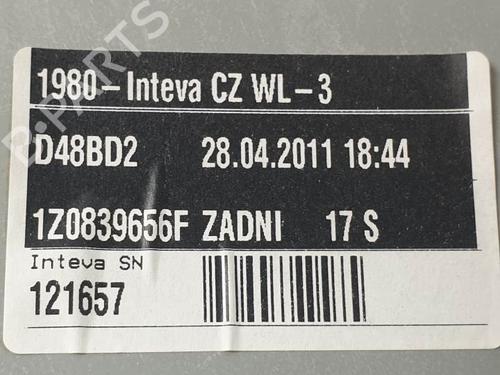 1980-Inteva CZ WL-3
D48BD2 28.04.2011 18:44
1Z0839656F ZADNI 17 S
Inteva SN
121657
B-PARTS